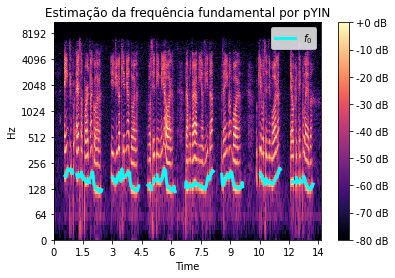 Estimação da frequência fundamental por pYIN
f0
8192
4096
2048
1024
512
256
128
64
0
Hz
0 1.5 3 4.5 6 7.5 9 10 12 14
Time
+0 dB
-10 dB
-20 dB
-30 dB
-40 dB
-50 dB
-60 dB
-70 dB
-80 dB